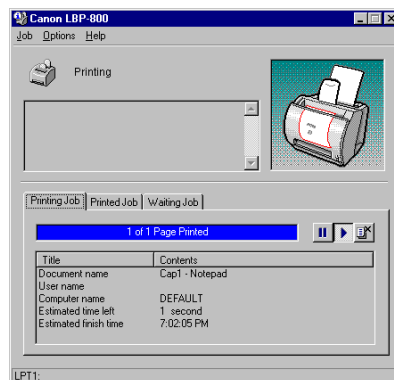 Canon LBP-800
Job Options Help
Printing
Printing Job Printed Job Waiting Job
1 of 1 Page Printed
Title Contents
Document name Cap1 - Notepad
User name
Computer name DEFAULT
Estimated time left 1 second
Estimated finish time 7:02:05 PM
LPT1: